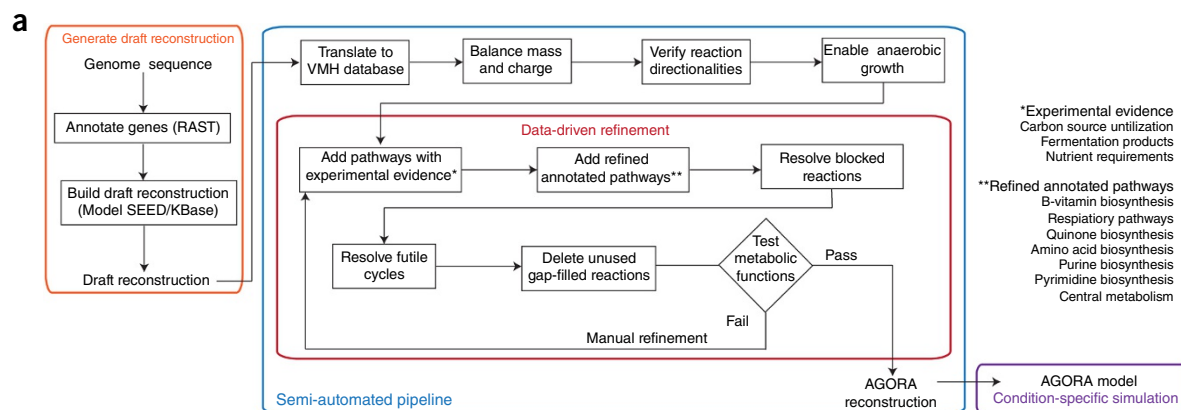 a
Generate draft reconstruction
Genome sequence
Annotate genes (RAST)
Build draft reconstruction
(Model SEED/KBase)
Draft reconstruction
Translate to
VMH database
Balance mass
and charge
Verify reaction
directionalities
Enable anaerobic
growth
Data-driven refinement
Add pathways with
experimental evidence*
Add refined
annotated pathways**
Resolve blocked
reactions
Resolve futile
cycles
Delete unused
gap-filled reactions
Test
metabolic
functions
Pass
Fail
Manual refinement
Semi-automated pipeline
AGORA
reconstruction
AGORA model
Condition-specific simulation
*Experimental evidence
Carbon source untilization
Fermentation products
Nutrient requirements
**Refined annotated pathways
B-vitamin biosynthesis
Respiatiory pathways
Quinone biosynthesis
Amino acid biosynthesis
Purine biosynthesis
Pyrimidine biosynthesis
Central metabolism